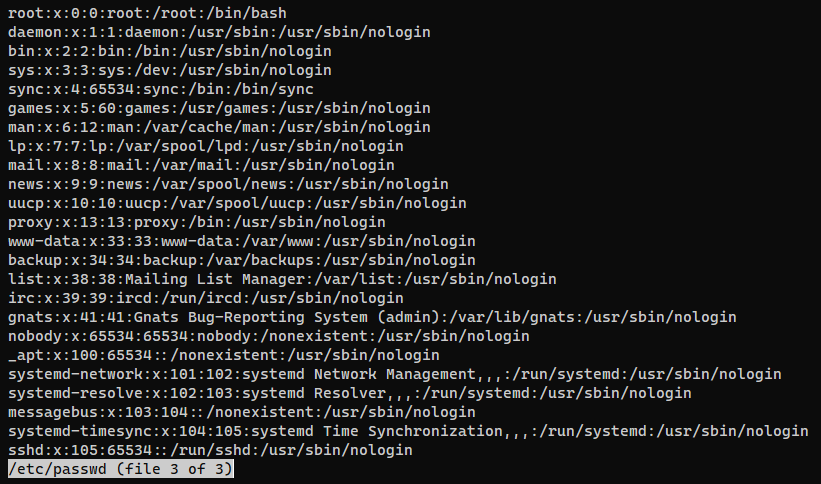 root:x:0:0:root:/root:/bin/bash
daemon:x:1:1:daemon:/usr/sbin:/usr/sbin/nologin
bin:x:2:2:bin:/bin:/usr/sbin/nologin
sys:x:3:3:sys:/dev:/usr/sbin/nologin
sync:x:4:65534:sync:/bin:/bin/sync
games:x:5:60:games:/usr/games:/usr/sbin/nologin
man:x:6:12:man:/var/cache/man:/usr/sbin/nologin
lp:x:7:7:lp:/var/spool/lpd:/usr/sbin/nologin
mail:x:8:8:mail:/var/mail:/usr/sbin/nologin
news:x:9:9:news:/var/spool/news:/usr/sbin/nologin
uucp:x:10:10:uucp:/var/spool/uucp:/usr/sbin/nologin
proxy:x:13:13:proxy:/bin:/usr/sbin/nologin
www-data:x:33:33:www-data:/var/www:/usr/sbin/nologin
backup:x:34:34:backup:/var/backups:/usr/sbin/nologin
list:x:38:38:Mailing List Manager:/var/list:/usr/sbin/nologin
irc:x:39:39:ircd:/run/ircd:/usr/sbin/nologin
gnats:x:41:41:Gnats Bug-Reporting System (admin):/var/lib/gnats:/usr/sbin/nologin
nobody:x:65534:65534:nobody:/nonexistent:/usr/sbin/nologin
_apt:x:100:65534::/nonexistent:/usr/sbin/nologin
systemd-network:x:101:102:systemd Network Management,,,:/run/systemd:/usr/sbin/nologin
systemd-resolve:x:102:103:systemd Resolver,,,:/run/systemd:/usr/sbin/nologin
messagebus:x:103:104::/nonexistent:/usr/sbin/nologin
systemd-timesync:x:104:105:systemd Time Synchronization,,,:/run/systemd:/usr/sbin/nologin
sshd:x:105:65534::/run/sshd:/usr/sbin/nologin
/etc/passwd (file 3 of 3)